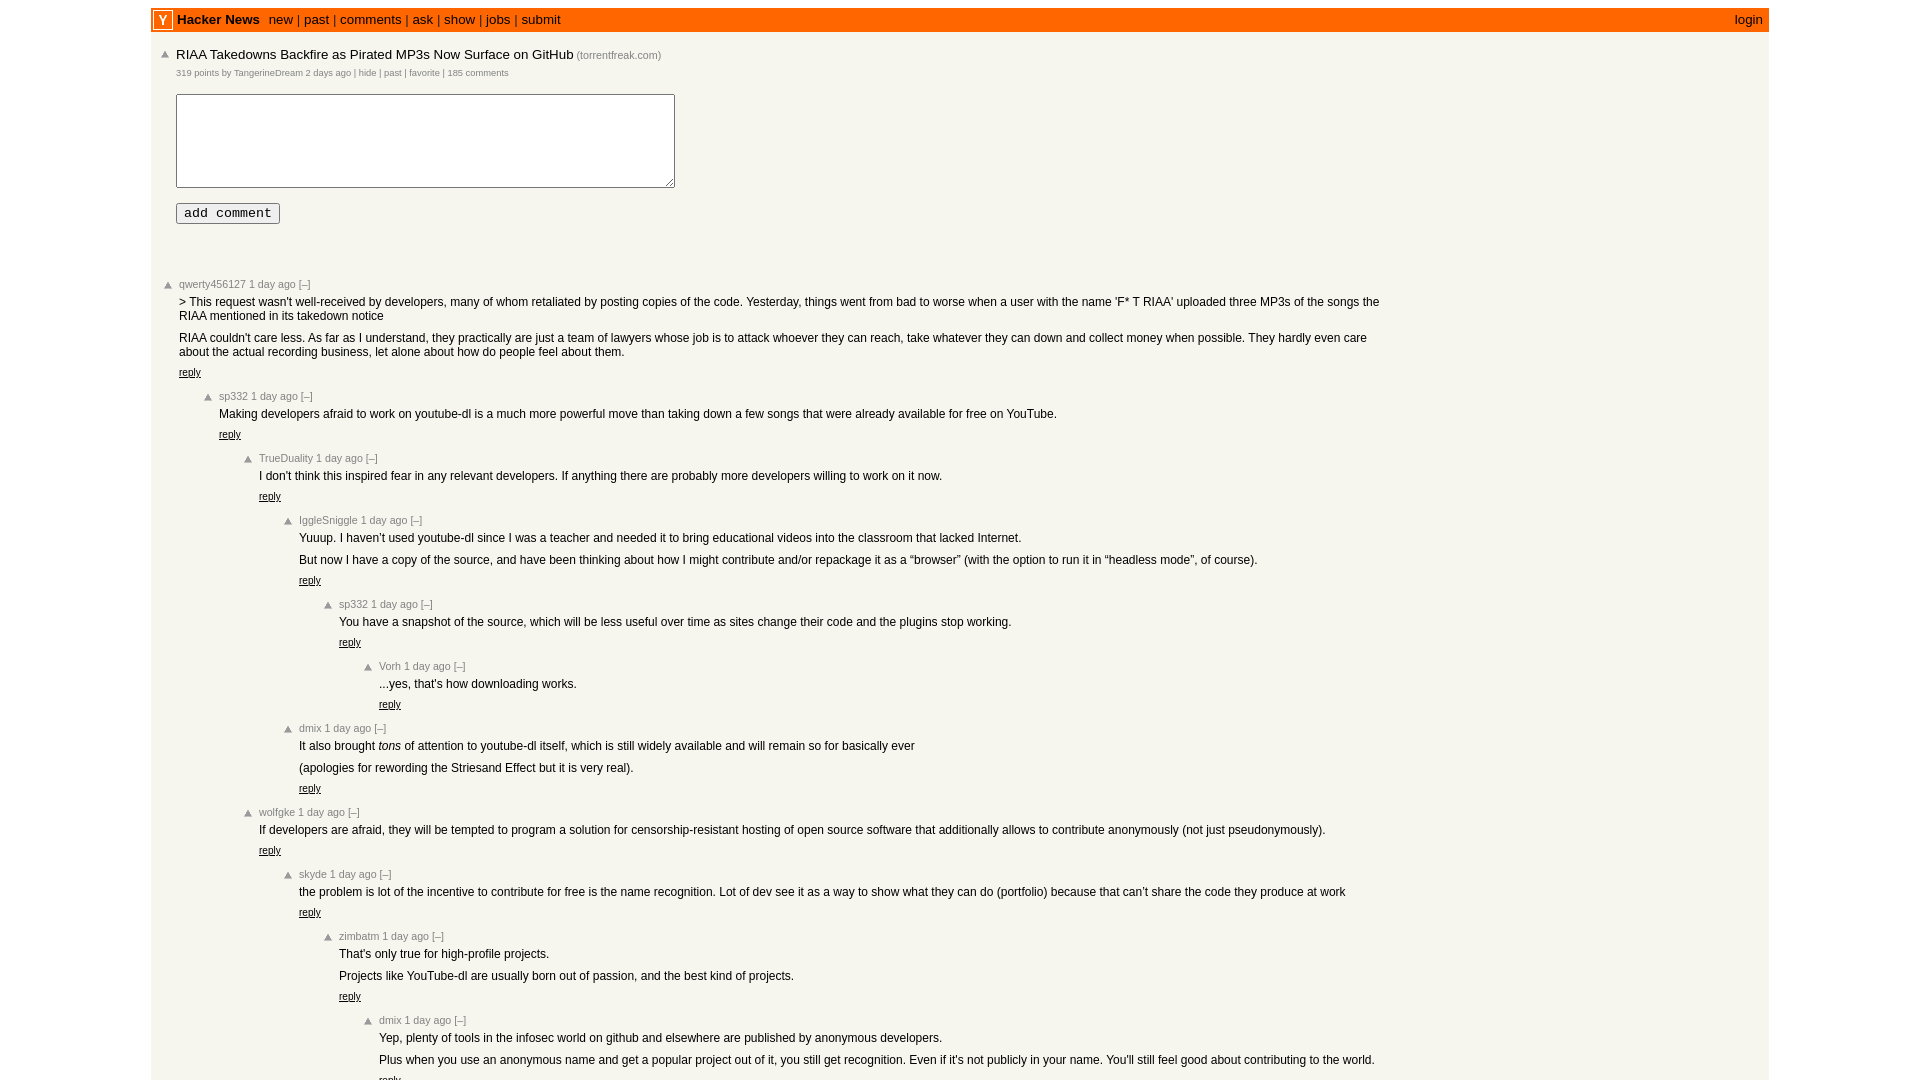 Y Hacker News new | past | comments | ask | show | jobs | submit login
RIAA Takedowns Backfire as Pirated MP3s Now Surface on GitHub (torrentfreak.com)
319 points by TangerineDream 2 days ago | hide | past | favorite | 185 comments
add comment
qwerty456127 1 day ago [–]
> This request wasn't well-received by developers, many of whom retaliated by posting copies of the code. Yesterday, things went from bad to worse when a user with the name 'F* T RIAA' uploaded three MP3s of the songs the
RIAA mentioned in its takedown notice
RIAA couldn't care less. As far as I understand, they practically are just a team of lawyers whose job is to attack whoever they can reach, take whatever they can down and collect money when possible. They hardly even care
about the actual recording business, let alone about how do people feel about them.
reply
sp332 1 day ago [–]
Making developers afraid to work on youtube-dl is a much more powerful move than taking down a few songs that were already available for free on YouTube.
reply
TrueDuality 1 day ago [–]
I don't think this inspired fear in any relevant developers. If anything there are probably more developers willing to work on it now.
reply
IggleSniggle 1 day ago [–]
Yuuup. I haven’t used youtube-dl since I was a teacher and needed it to bring educational videos into the classroom that lacked Internet.
But now I have a copy of the source, and have been thinking about how I might contribute and/or repackage it as a “browser” (with the option to run it in “headless mode”, of course).
reply
sp332 1 day ago [–]
You have a snapshot of the source, which will be less useful over time as sites change their code and the plugins stop working.
reply
Vorh 1 day ago [–]
...yes, that's how downloading works.
reply
dmix 1 day ago [–]
It also brought tons of attention to youtube-dl itself, which is still widely available and will remain so for basically ever
(apologies for rewording the Striesand Effect but it is very real).
reply
wolfgke 1 day ago [–]
If developers are afraid, they will be tempted to program a solution for censorship-resistant hosting of open source software that additionally allows to contribute anonymously (not just pseudonymously).
reply
skyde 1 day ago [–]
the problem is lot of the incentive to contribute for free is the name recognition. Lot of dev see it as a way to show what they can do (portfolio) because that can’t share the code they produce at work
reply
zimbatm 1 day ago [–]
That's only true for high-profile projects.
Projects like YouTube-dl are usually born out of passion, and the best kind of projects.
reply
dmix 1 day ago [–]
Yep, plenty of tools in the infosec world on github and elsewhere are published by anonymous developers.
Plus when you use an anonymous name and get a popular project out of it, you still get recognition. Even if it's not publicly in your name. You'll still feel good about contributing to the world.
reply